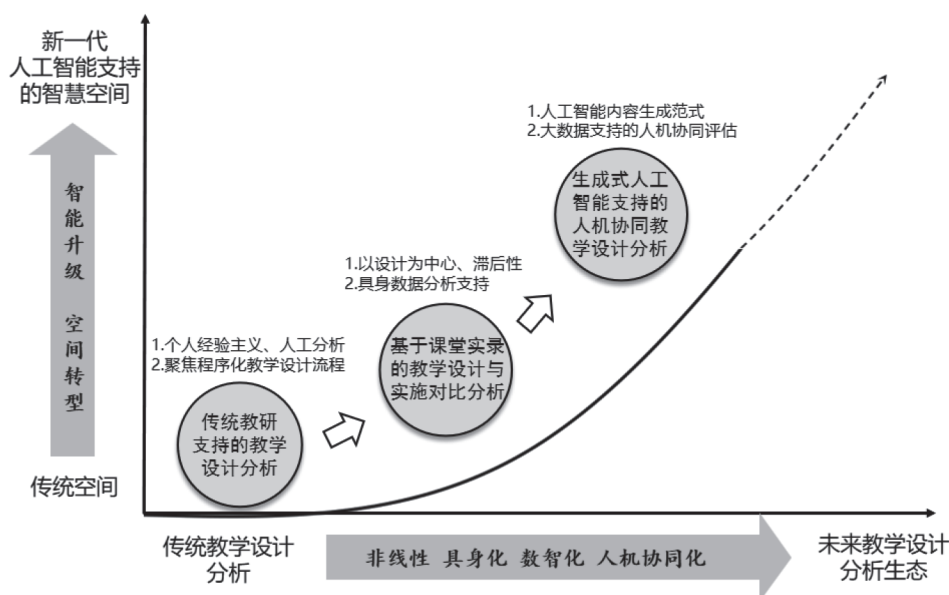 新一代
人工智能支持
的智慧空间
智能升级 空间转型
传统空间
1.人工智能内容生成范式
2.大数据支持的人机协同评估
生成式人工
智能支持的
人机协同教
学设计分析
1.以设计为中心、滞后性
2.具身数据分析支持
基于课堂实录
的教学设计与
实施对比分析
1.个人经验主义、人工分析
2.聚焦程序化教学设计流程
传统教研
支持的教学
设计分析
传统教学设计
分析
非线性 具身化 数智化 人机协同化
未来教学设计
分析生态